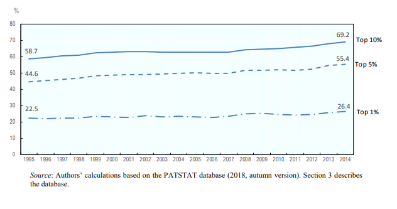 %
80
70
69.2
Top 10%
60
58.7
55.4
Top 5%
50
44.6
40
30
26.4
22.5
Top 1%
20
10
0
1995 1996 1997 1998 1999 2000 2001 2002 2003 2004 2005 2006 2007 2008 2009 2010 2011 2012 2013 2014
Source: Authors' calculations based on the PATSTAT database (2018, autumn version). Section 3 describes
the database.